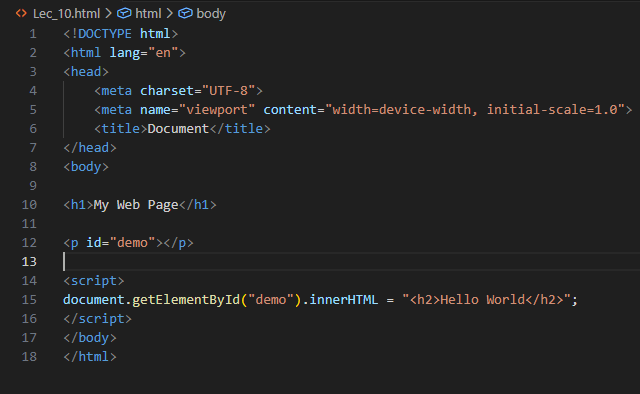 Lec_10.html > html > body
1 <!DOCTYPE html>
2 <html lang="en">
3 <head>
4 <meta charset="UTF-8">
5 <meta name="viewport" content="width=device-width, initial-scale=1.0">
6 <title>Document</title>
7 </head>
8 <body>
9
10 <h1>My Web Page</h1>
11
12 <p id="demo"></p>
13
14 <script>
15 document.getElementById("demo").innerHTML = "<h2>Hello World</h2>";
16 </script>
17 </body>
18 </html>